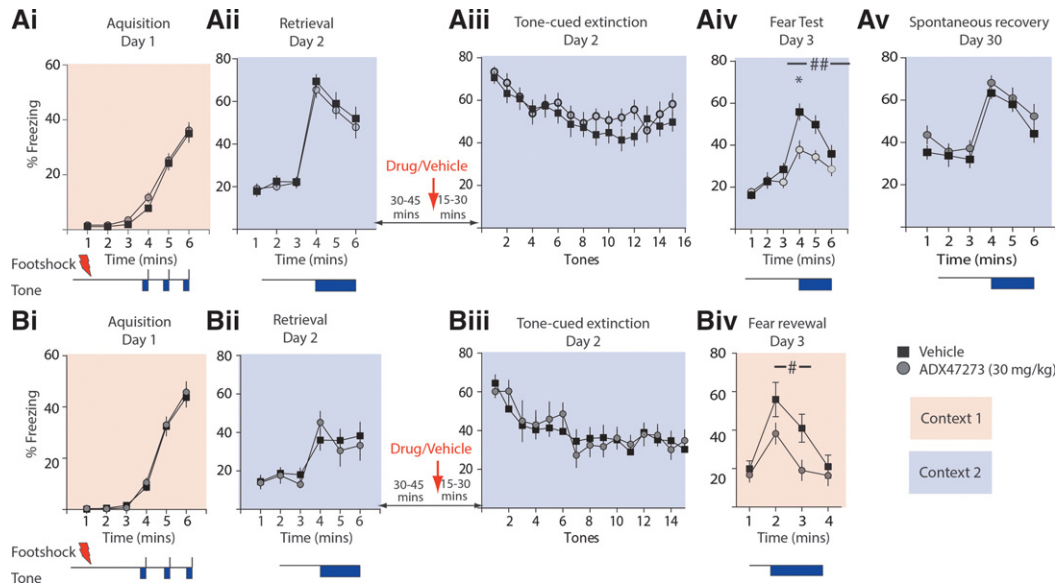 Ai
Aquisition
Day 1
% Freezing
60
40
20
0
1 2 3 4 5 6
Time (mins)
Footshock
Tone
Aii
Retrieval
Day 2
80
60
40
20
1 2 3 4 5 6
Time (mins)
Drug/Vehicle
30-45
mins
15-30
mins
Aiii
Tone-cued extinction
Day 2
80
60
40
20
2 4 6 8 10 12 14 16
Tones
Aiv
Fear Test
Day 3
##
*
80
60
40
20
1 2 3 4 5 6
Time (mins)
Av
Spontaneous recovery
Day 30
80
60
40
20
1 2 3 4 5 6
Time (mins)
Bi
Aquisition
Day 1
% Freezing
60
40
20
0
1 2 3 4 5 6
Time (mins)
Footshock
Tone
Bii
Retrieval
Day 2
80
60
40
20
1 2 3 4 5 6
Time (mins)
Drug/Vehicle
30-45
mins
15-30
mins
Biii
Tone-cued extinction
Day 2
80
60
40
20
2 4 6 8 10 12 14
Tones
Biv
Fear revewal
Day 3
#
80
60
40
20
1 2 3 4
Time (mins)
Vehicle
ADX47273 (30 mg/kg)
Context 1
Context 2